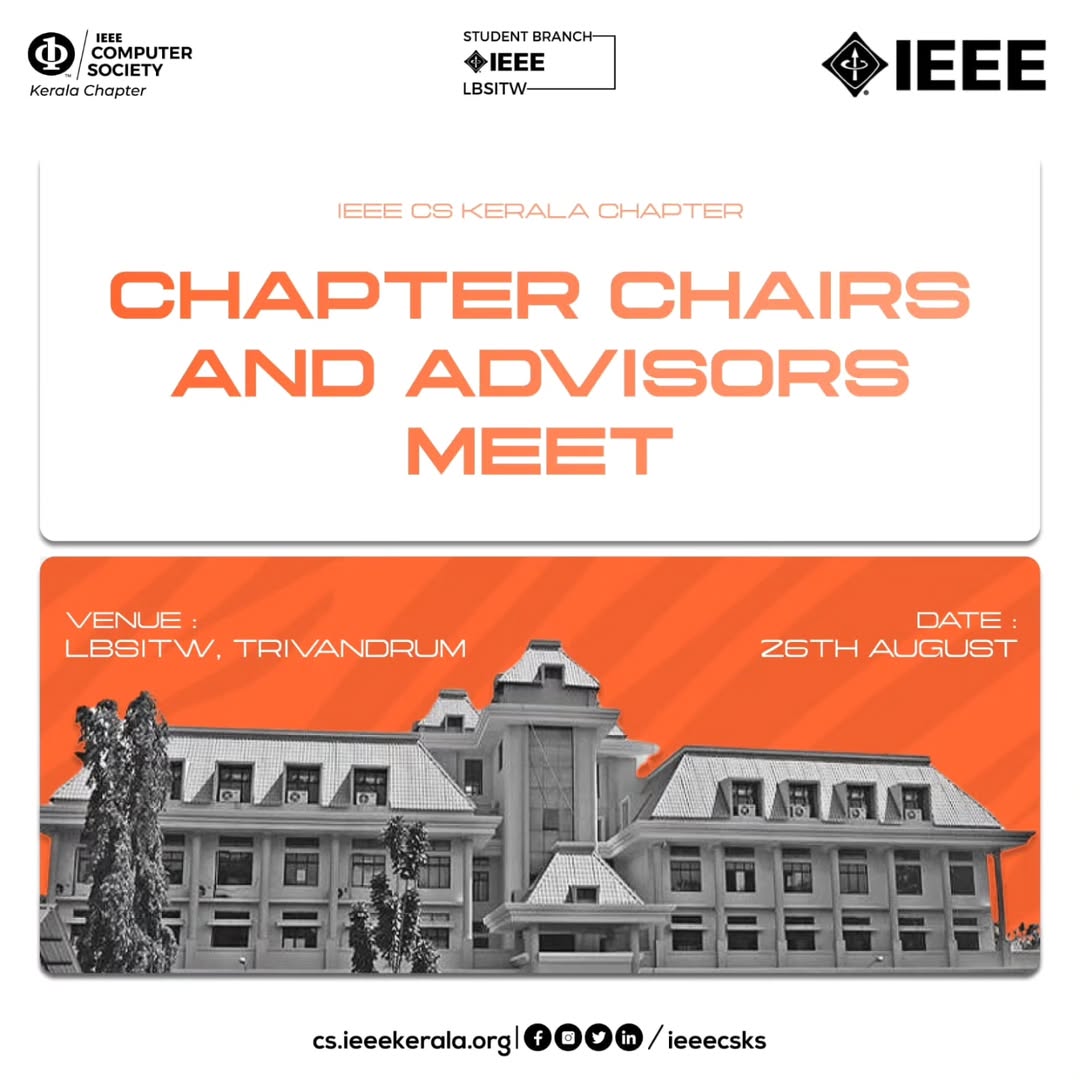 IEEE
COMPUTER
SOCIETY
Kerala Chapter
STUDENT BRANCH
IEEE
LBSITW
IEEE
IEEE CS KERALA CHAPTER
CHAPTER CHAIRS
AND ADVISORS
MEET
VENUE :
LBSITW, TRIVANDRUM
DATE :
26TH AUGUST
cs.ieeekerala.org| / ieeecsks